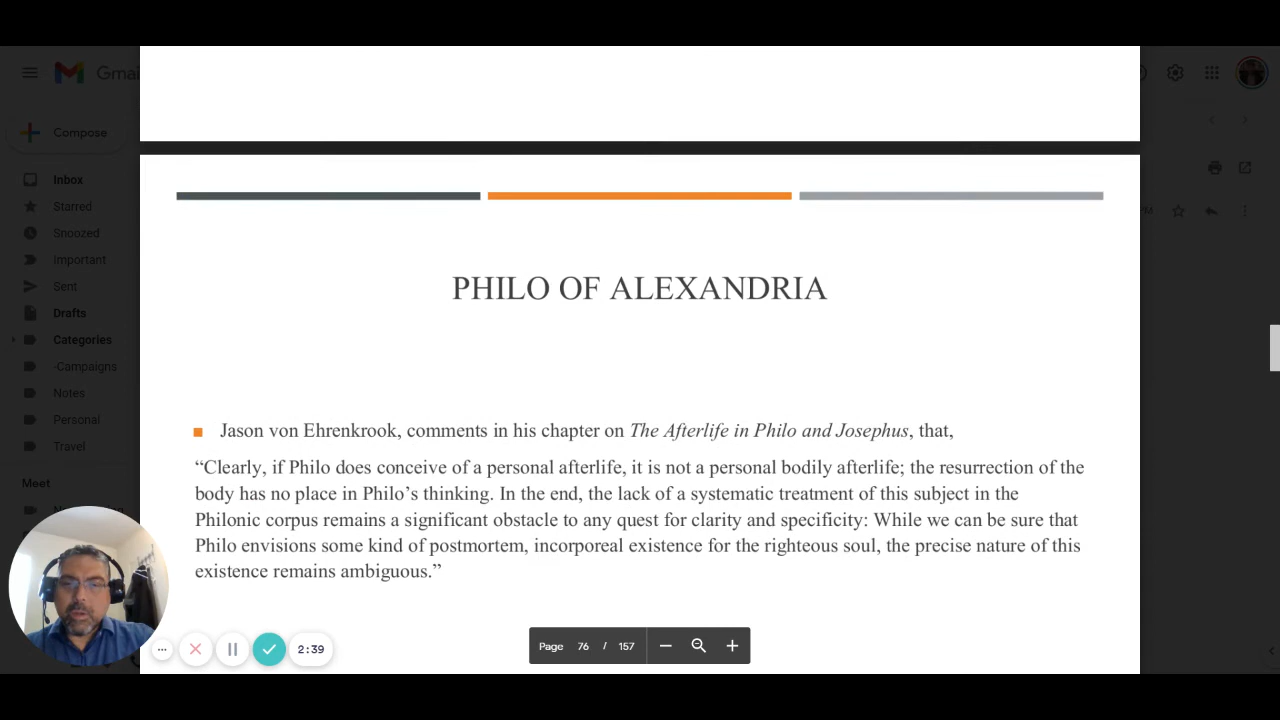 Gmai
Compose
Inbox
Starred
Snoozed
Important
Sent
Drafts
Categories
-Campaigns
Notes
Personal
Travel
Meet
PHILO OF ALEXANDRIA
Jason von Ehrenkrook, comments in his chapter on The Afterlife in Philo and Josephus, that,
“Clearly, if Philo does conceive of a personal afterlife, it is not a personal bodily afterlife; the resurrection of the
body has no place in Philo’s thinking. In the end, the lack of a systematic treatment of this subject in the
Philonic corpus remains a significant obstacle to any quest for clarity and specificity: While we can be sure that
Philo envisions some kind of postmortem, incorporeal existence for the righteous soul, the precise nature of this
existence remains ambiguous.”
2:39
Page 76 / 157